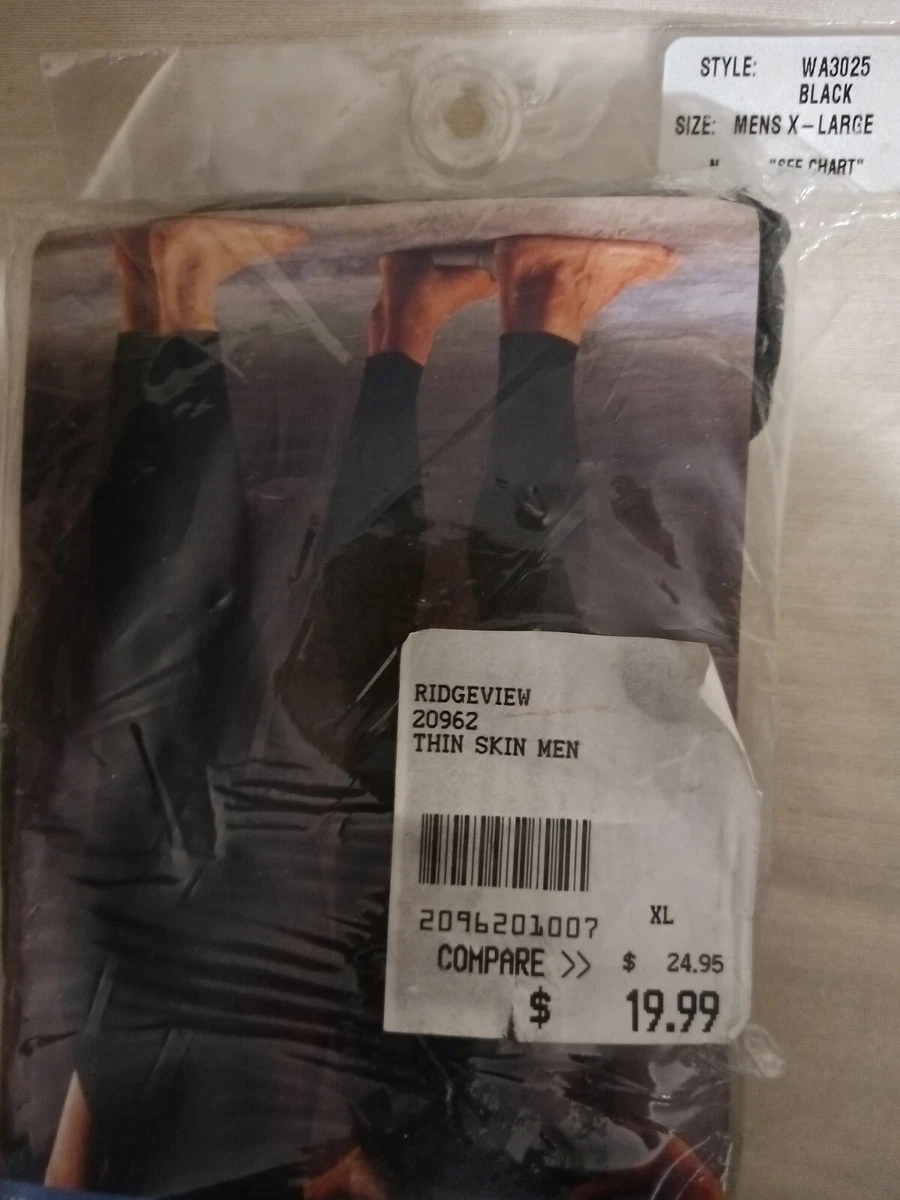 STYLE: WA3025
BLACK
SIZE: MENS X-LARGE
"SEE CHART"
RIDGEVIEW
20962
THIN SKIN MEN
2096201007
XL
COMPARE >> $ 24.95
$ 19.99